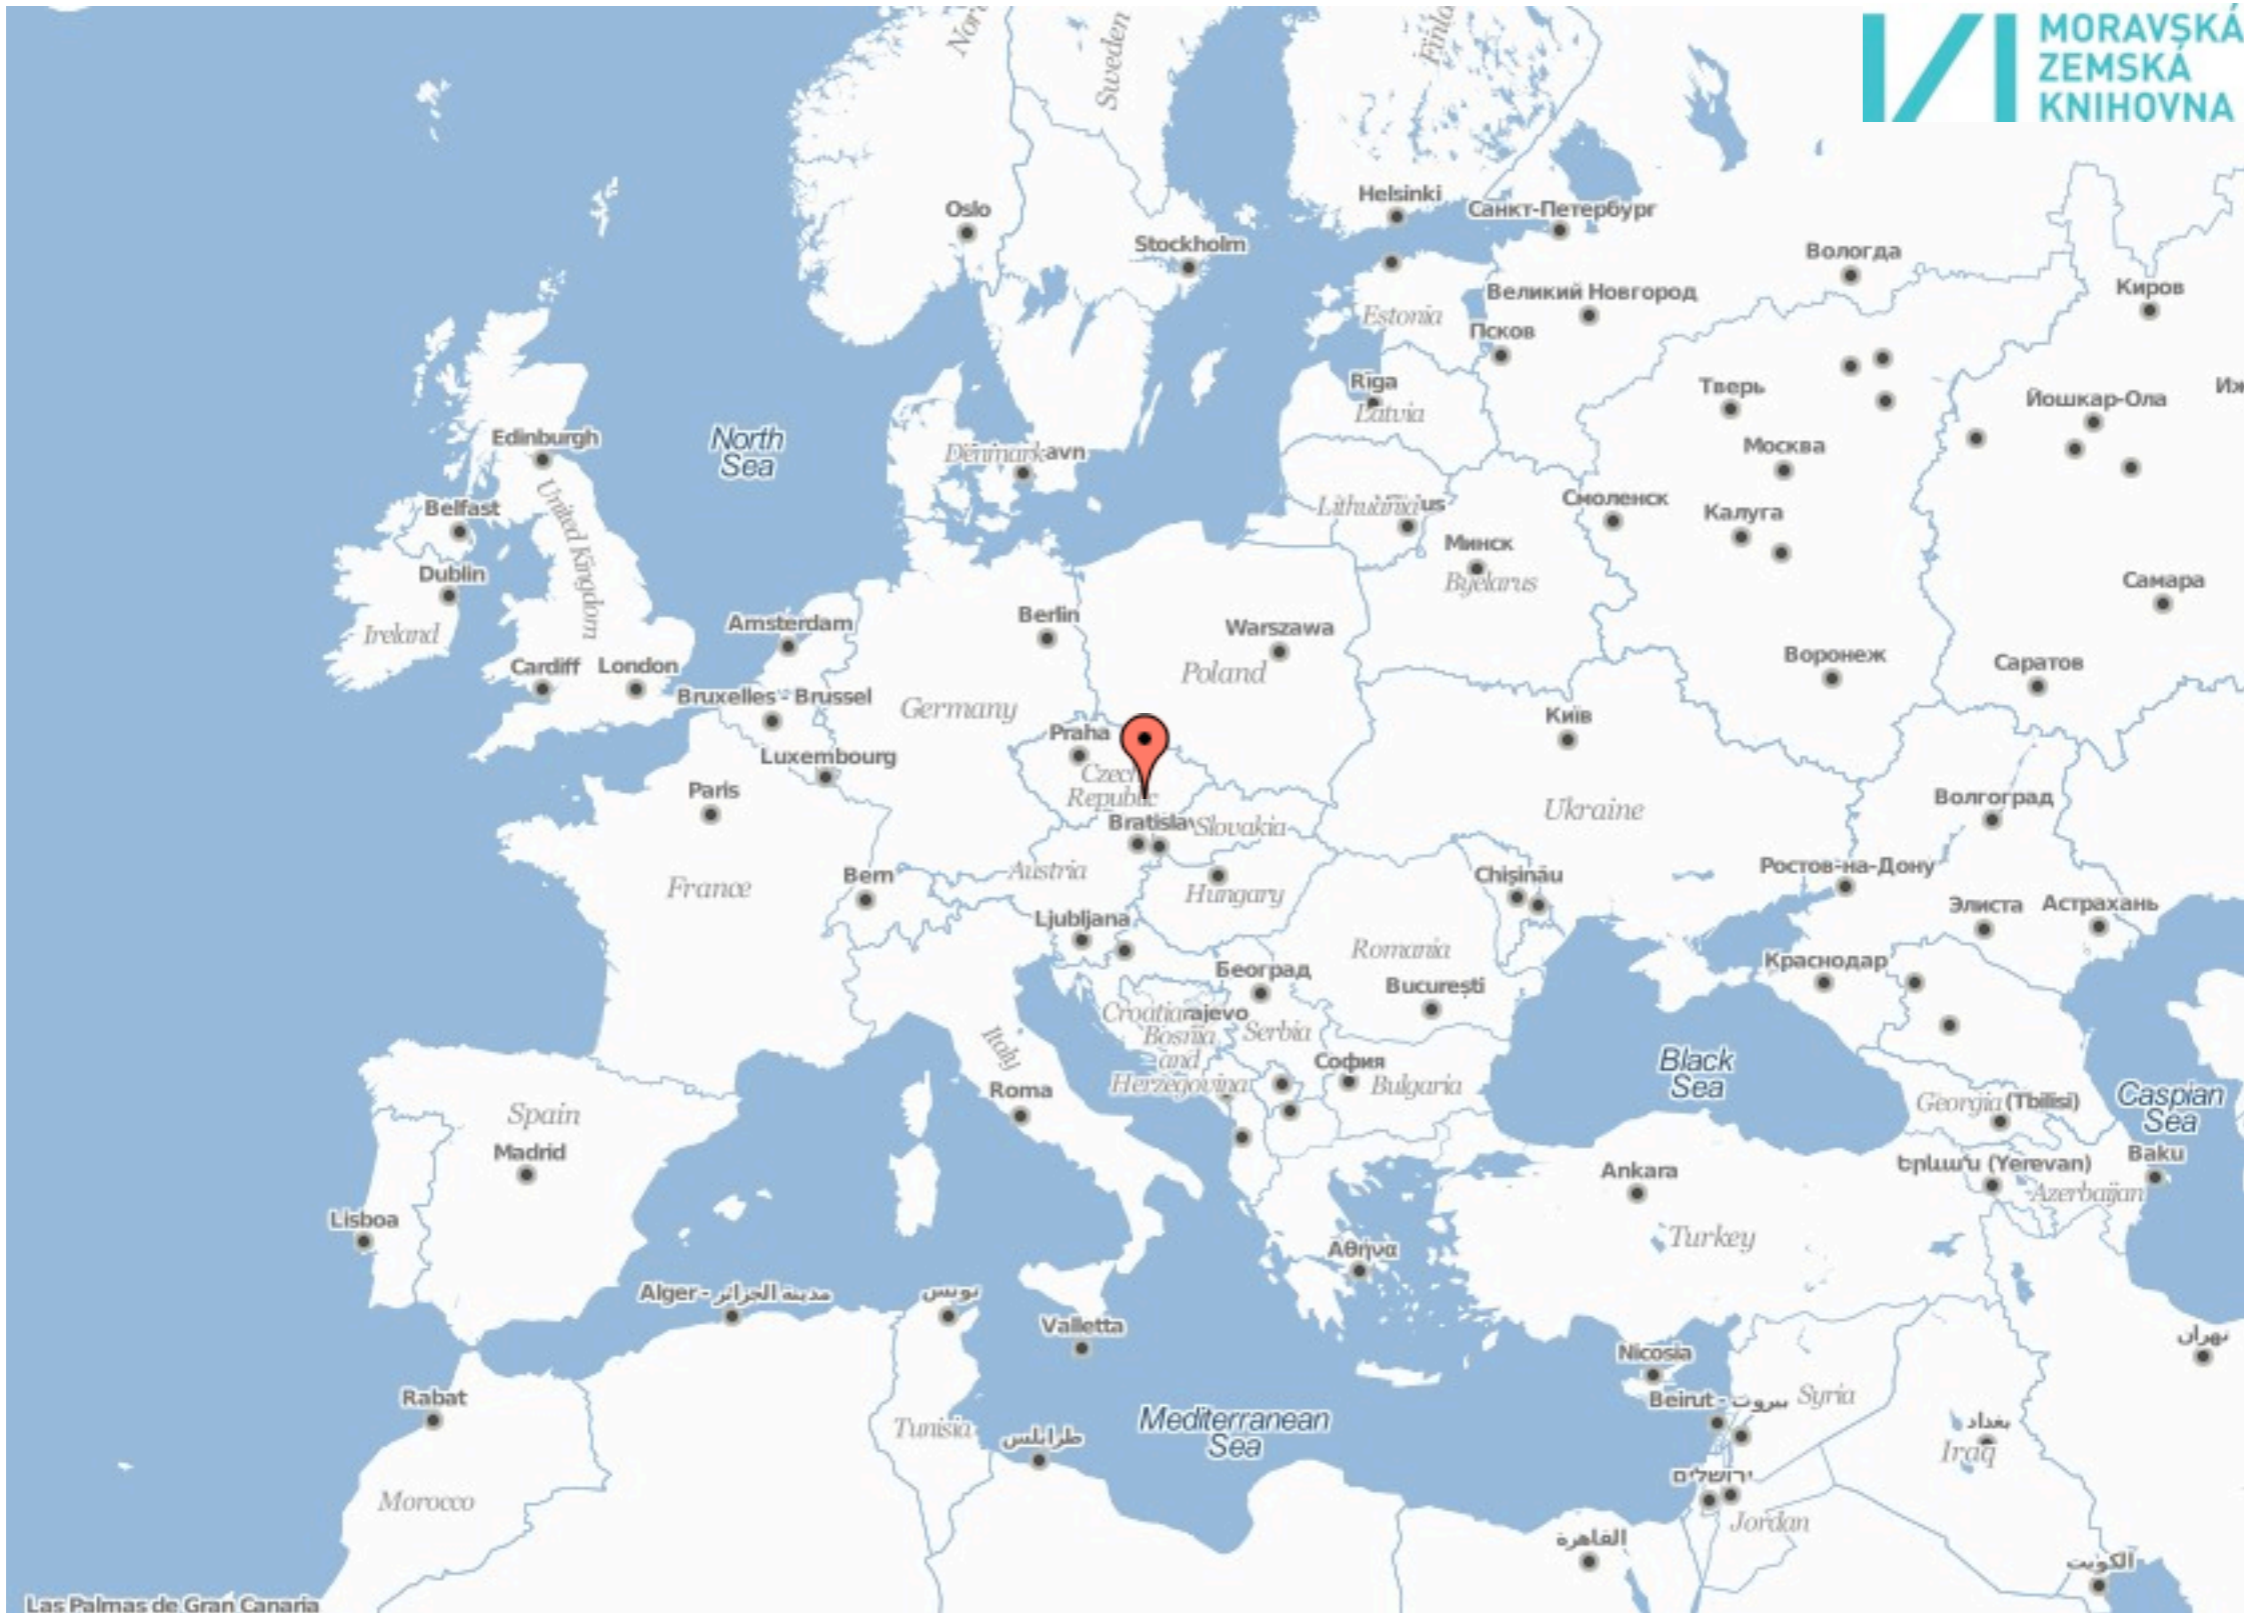 MORAVSKÁ
ZEMSKÁ
KNIHOVNA
Sweden
Helsinki
Санкт-Петербург
Oslo
Stockholm
Вологда
Киров
Великий Новгород
Estonia
Псков
Rīga
Latvia
Тверь
Йошкар-Ола
Edinburgh
North
Sea
Denmark
Москва
Belfast
United Kingdom
Lithuania
Смоленск
Калуга
Минск
Byelarus
Dublin
Ireland
Самара
Amsterdam
Berlin
Warszawa
Poland
Cardiff
London
Bruxelles - Brussel
Germany
Воронеж
Саратов
Praha
Київ
Luxembourg
Czech
Republic
Paris
Ukraine
Волгоград
Slovakia
France
Bern
Austria
Hungary
Chișinău
Ростов-на-Дону
Элиста
Астрахань
Ljubljana
Romania
Београд
București
Краснодар
Croatia
Bosnia
and
Herzegovina
Serbia
Italy
София
Bulgaria
Black
Sea
Roma
Georgia (Tbilisi)
Caspian
Sea
Spain
Madrid
Ankara
Երևան (Yerevan)
Baku
Azerbaijan
Lisboa
Turkey
Αθήνα
Alger - مدينة الجزائر
تونس
Valletta
Nicosia
تهران
Rabat
Beirut - بيروت
Syria
Mediterranean
Sea
Tunisia
طرابلس
بغداد
Iraq
ירושלים
Morocco
Jordan
القاهرة
الكويت
Las Palmas de Gran Canaria